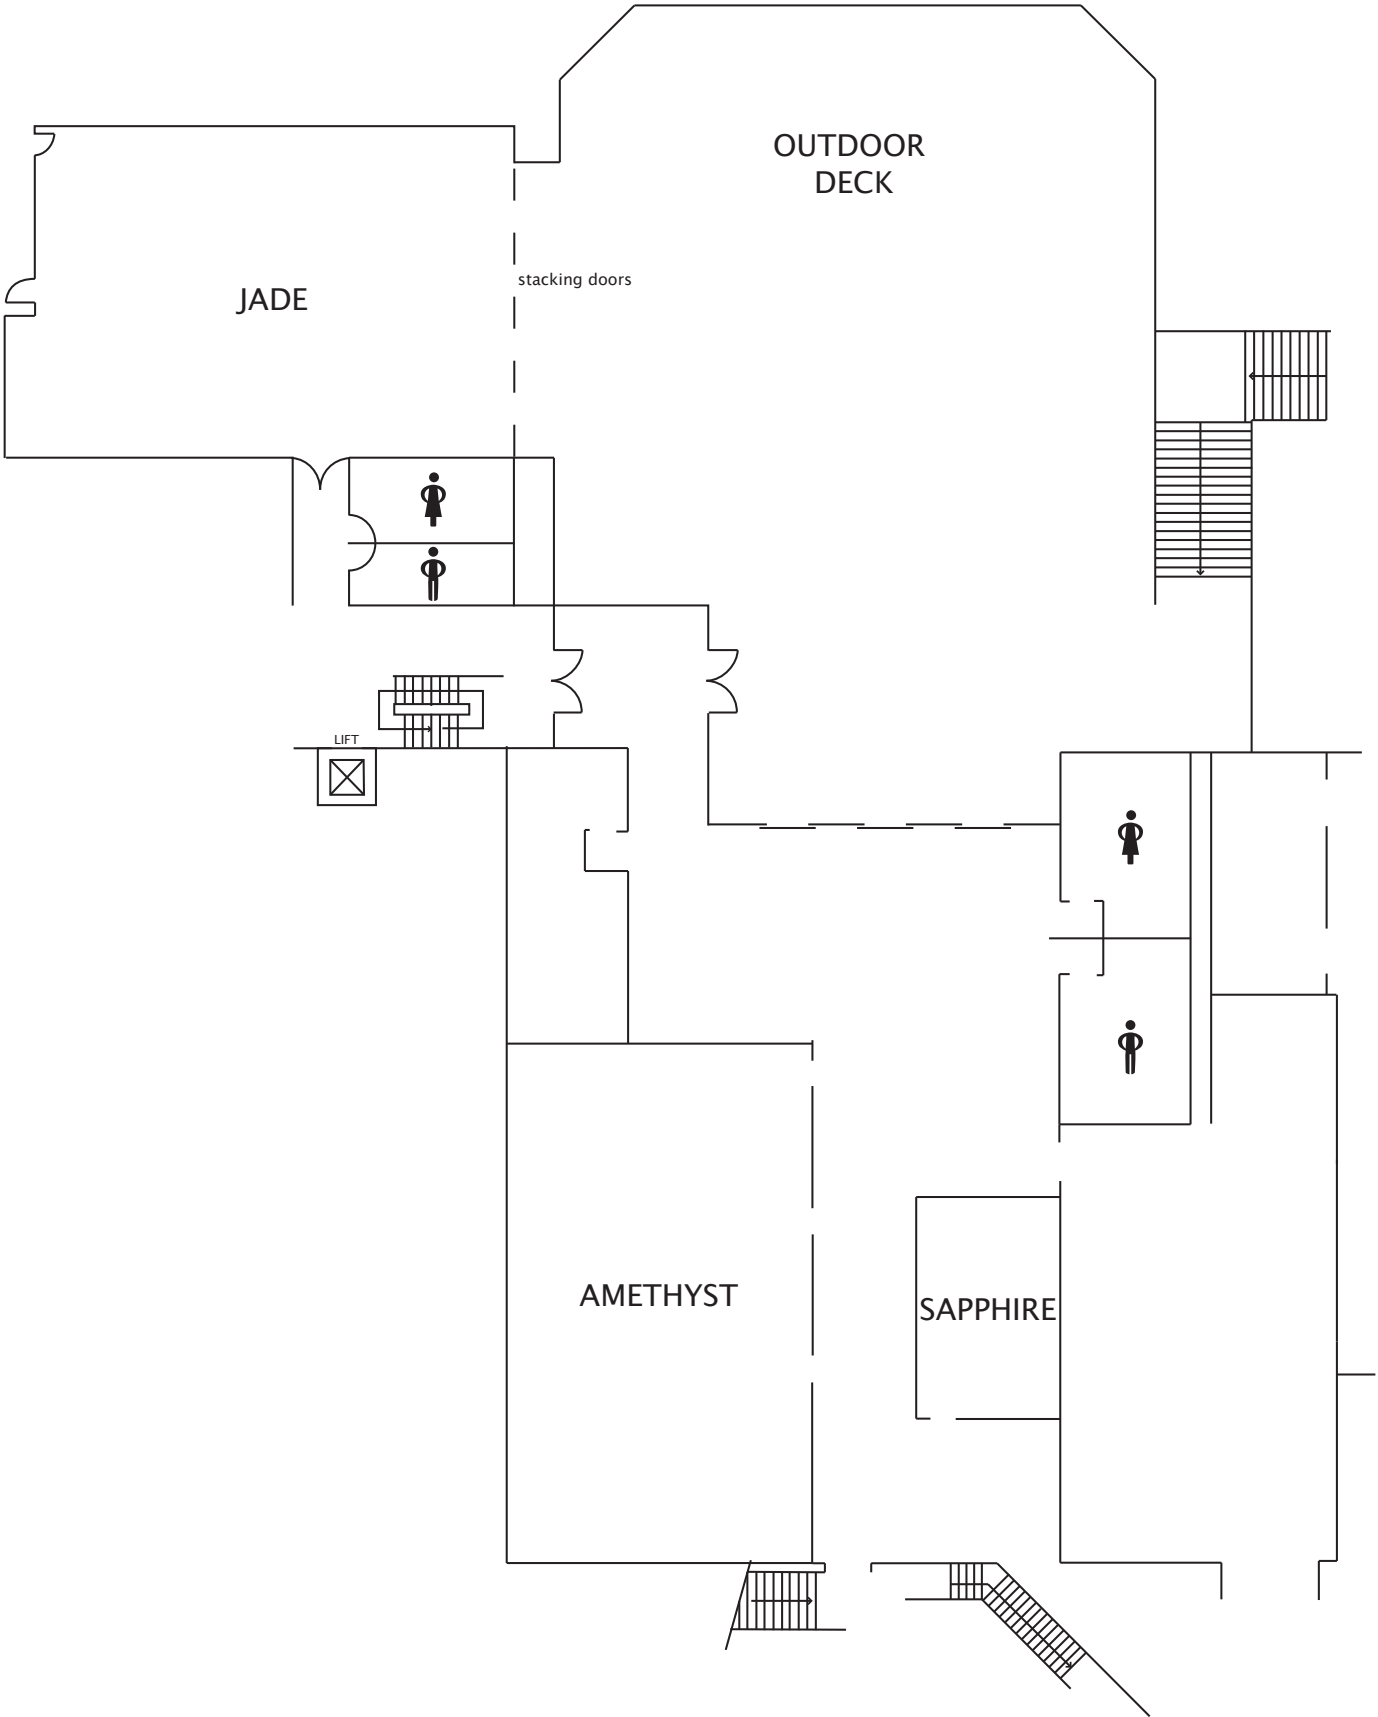 OUTDOOR
DECK
stacking doors
JADE
LIFT
AMETHYST
SAPPHIRE